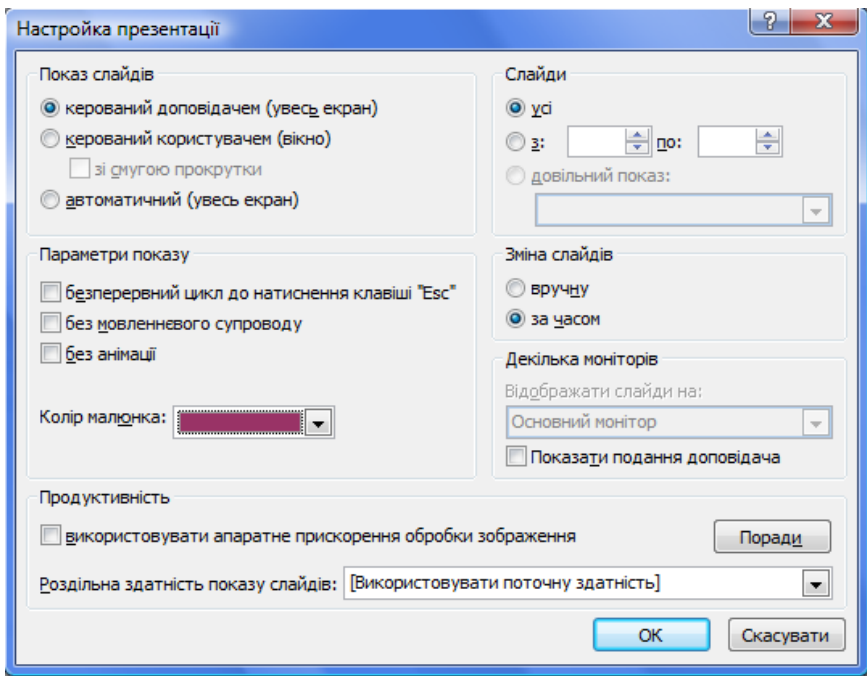 Настройка презентації
Показ слайдів
керований доповідачем (увесь екран)
керований користувачем (вікно)
зі смугою прокрутки
автоматичний (увесь екран)
Слайди
усі
з: по:
довільний показ:
Параметри показу
безперервний цикл до натиснення клавіші "Esc"
без мовленнєвого супроводу
без анімації
Колір малюнка:
Зміна слайдів
вручну
за часом
Декілька моніторів
Відображати слайди на:
Основний монітор
Показати подання доповідача
Продуктивність
використовувати апаратне прискорення обробки зображення
Поради
Роздільна здатність показу слайдів: [Використовувати поточну здатність]
ОК Скасувати